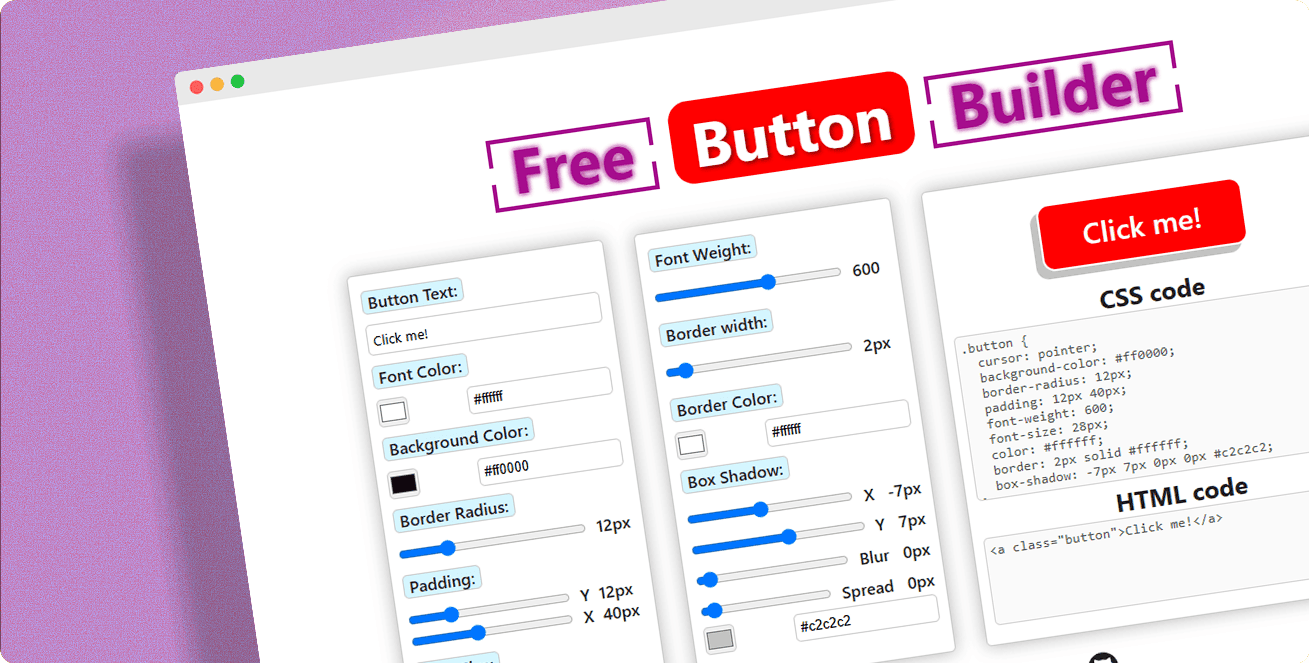 Free Button Builder
Button Text:
Click me!
Font Color:
#ffffff
Background Color:
#ff0000
Border Radius:
12px
Padding:
Y 12px
X 40px
Font Weight:
600
Border width:
2px
Border Color:
#ffffff
Box Shadow:
X -7px
Y 7px
Blur 0px
Spread 0px
#c2c2c2
Click me!
CSS code
.button {
cursor: pointer;
background-color: #ff0000;
border-radius: 12px;
padding: 12px 40px;
font-weight: 600;
font-size: 28px;
color: #ffffff;
border: 2px solid #ffffff;
box-shadow: -7px 7px 0px 0px #c2c2c2;
HTML code
<a class="button">Click me!</a>